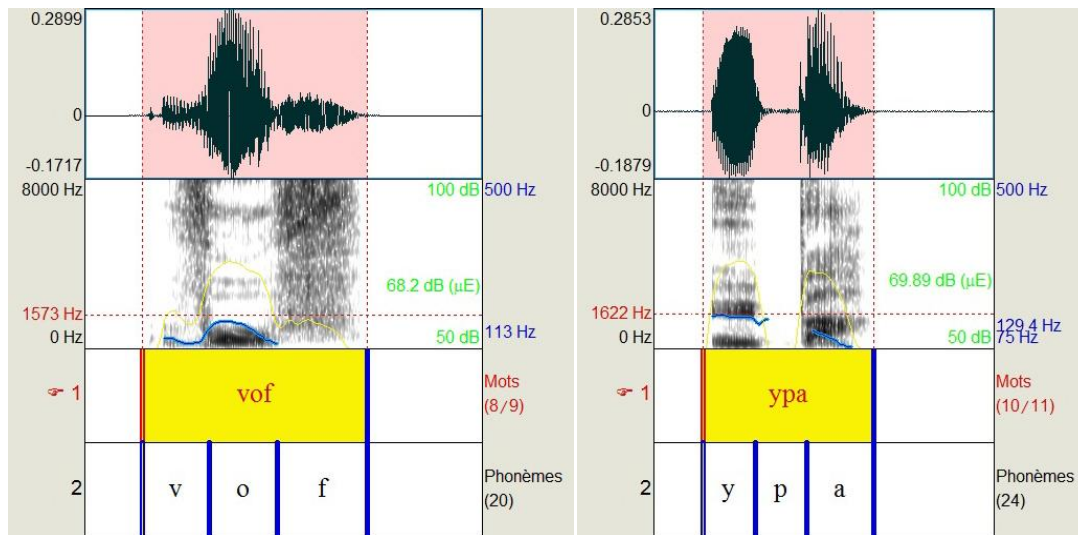 0.2899
0
-0.1717
8000 Hz
100 dB
500 Hz
68.2 dB (µE)
1573 Hz
113 Hz
0 Hz
50 dB
☞ 1
vof
Mots
(8/9)
2
v o f
Phonèmes
(20)
0.2853
0
-0.1879
8000 Hz
100 dB
500 Hz
69.89 dB (µE)
1622 Hz
129.4 Hz
75 Hz
0 Hz
50 dB
☞ 1
ypa
Mots
(10/11)
2
y p a
Phonèmes
(24)